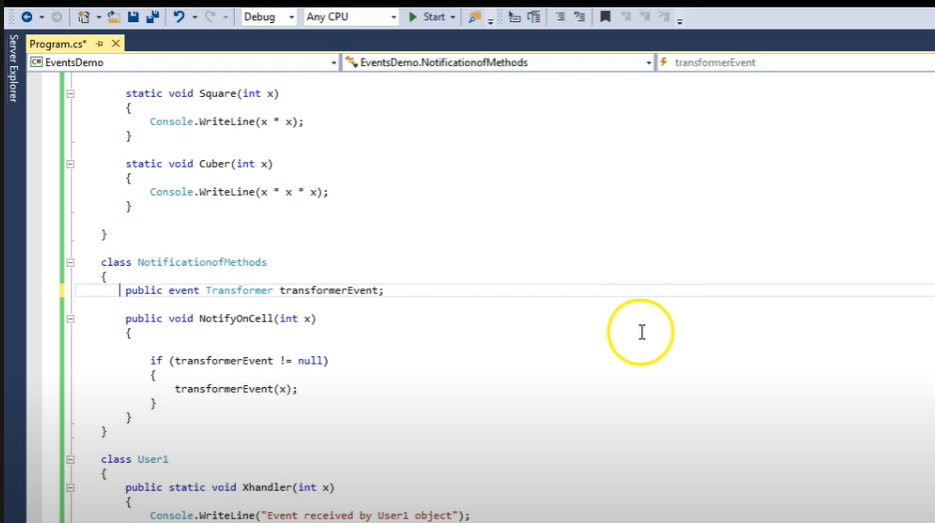 Debug
Any CPU
Start
Server Explorer
Program.cs*
C# EventsDemo
EventsDemo.NotificationofMethods
transformerEvent
static void Square(int x)
{
Console.WriteLine(x * x);
}
static void Cuber(int x)
{
Console.WriteLine(x * x * x);
}
}
class NotificationofMethods
{
public event Transformer transformerEvent;
public void NotifyOnCell(int x)
{
if (transformerEvent != null)
{
transformerEvent(x);
}
}
}
class User1
{
public static void Xhandler(int x)
{
Console.WriteLine("Event received by User1 object");